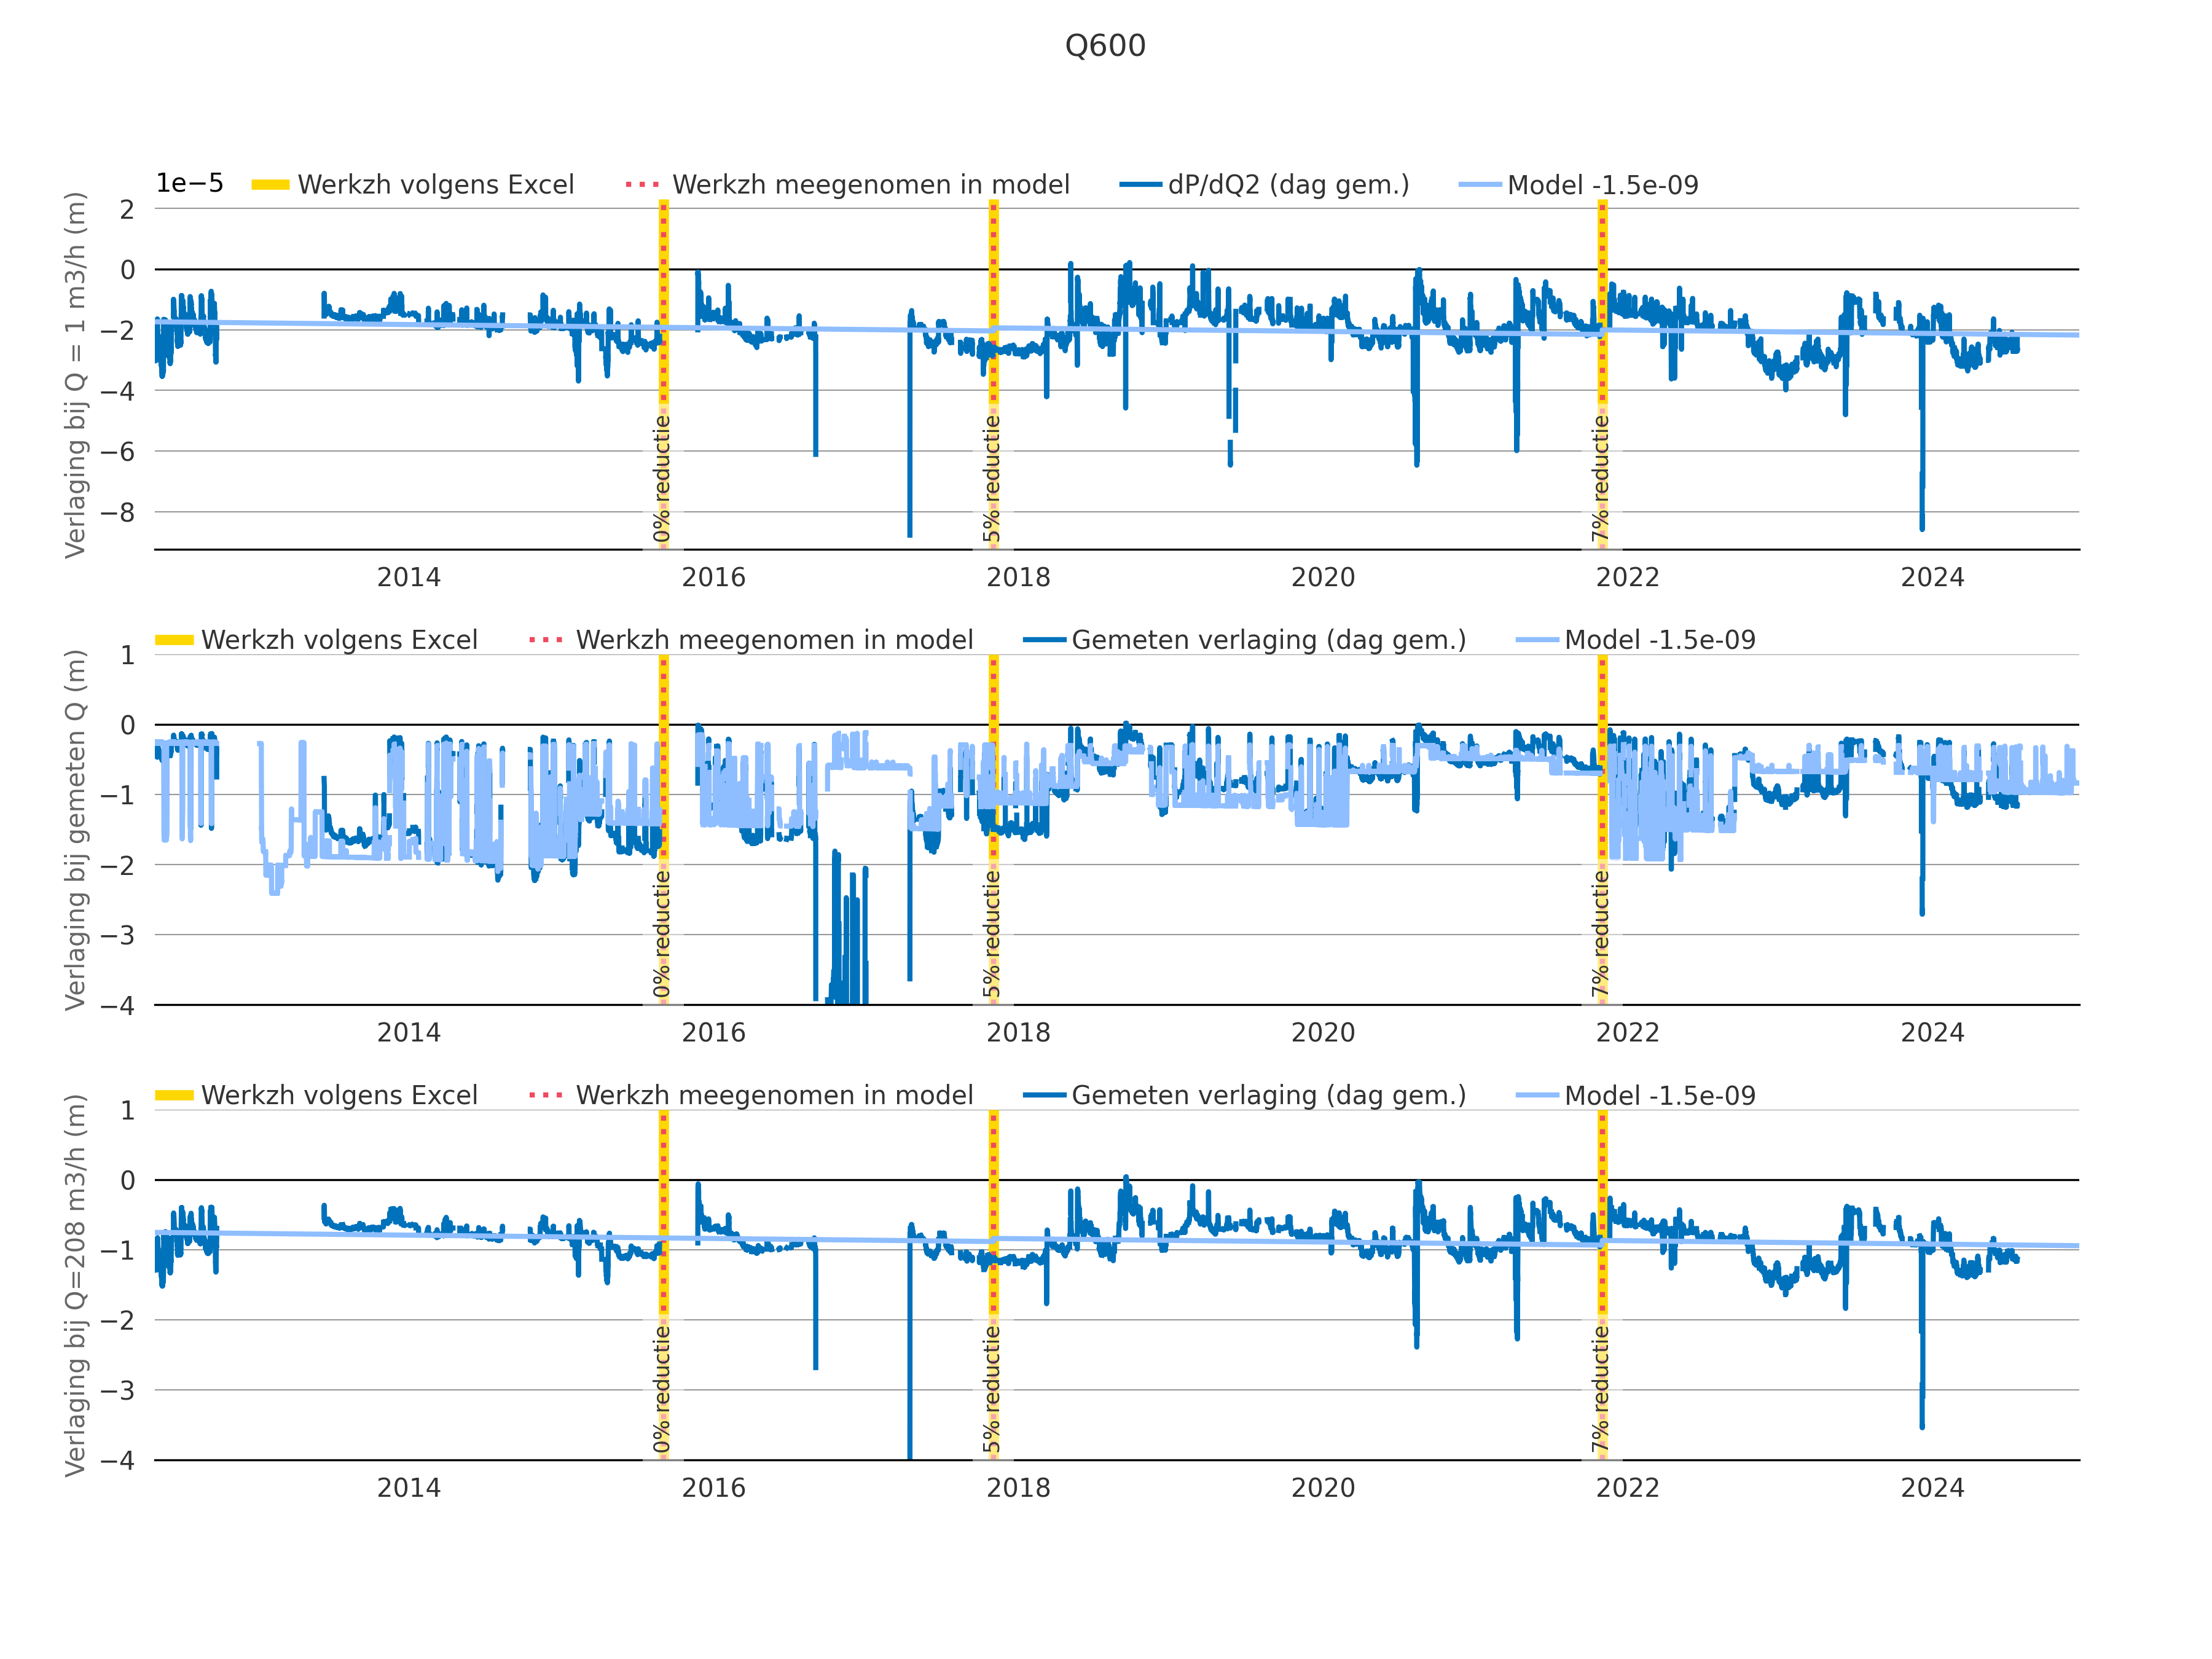 Q600
1e−5
Werkzh volgens Excel
Werkzh meegenomen in model
dP/dQ2 (dag gem.)
Model -1.5e-09
Verlaging bij Q = 1 m3/h (m)
2
0
−2
−4
−6
−8
0% reductie
5% reductie
7% reductie
2014
2016
2018
2020
2022
2024
Werkzh volgens Excel
Werkzh meegenomen in model
Gemeten verlaging (dag gem.)
Model -1.5e-09
Verlaging bij gemeten Q (m)
1
0
−1
−2
−3
−4
0% reductie
5% reductie
7% reductie
2014
2016
2018
2020
2022
2024
Werkzh volgens Excel
Werkzh meegenomen in model
Gemeten verlaging (dag gem.)
Model -1.5e-09
Verlaging bij Q=208 m3/h (m)
1
0
−1
−2
−3
−4
0% reductie
5% reductie
7% reductie
2014
2016
2018
2020
2022
2024